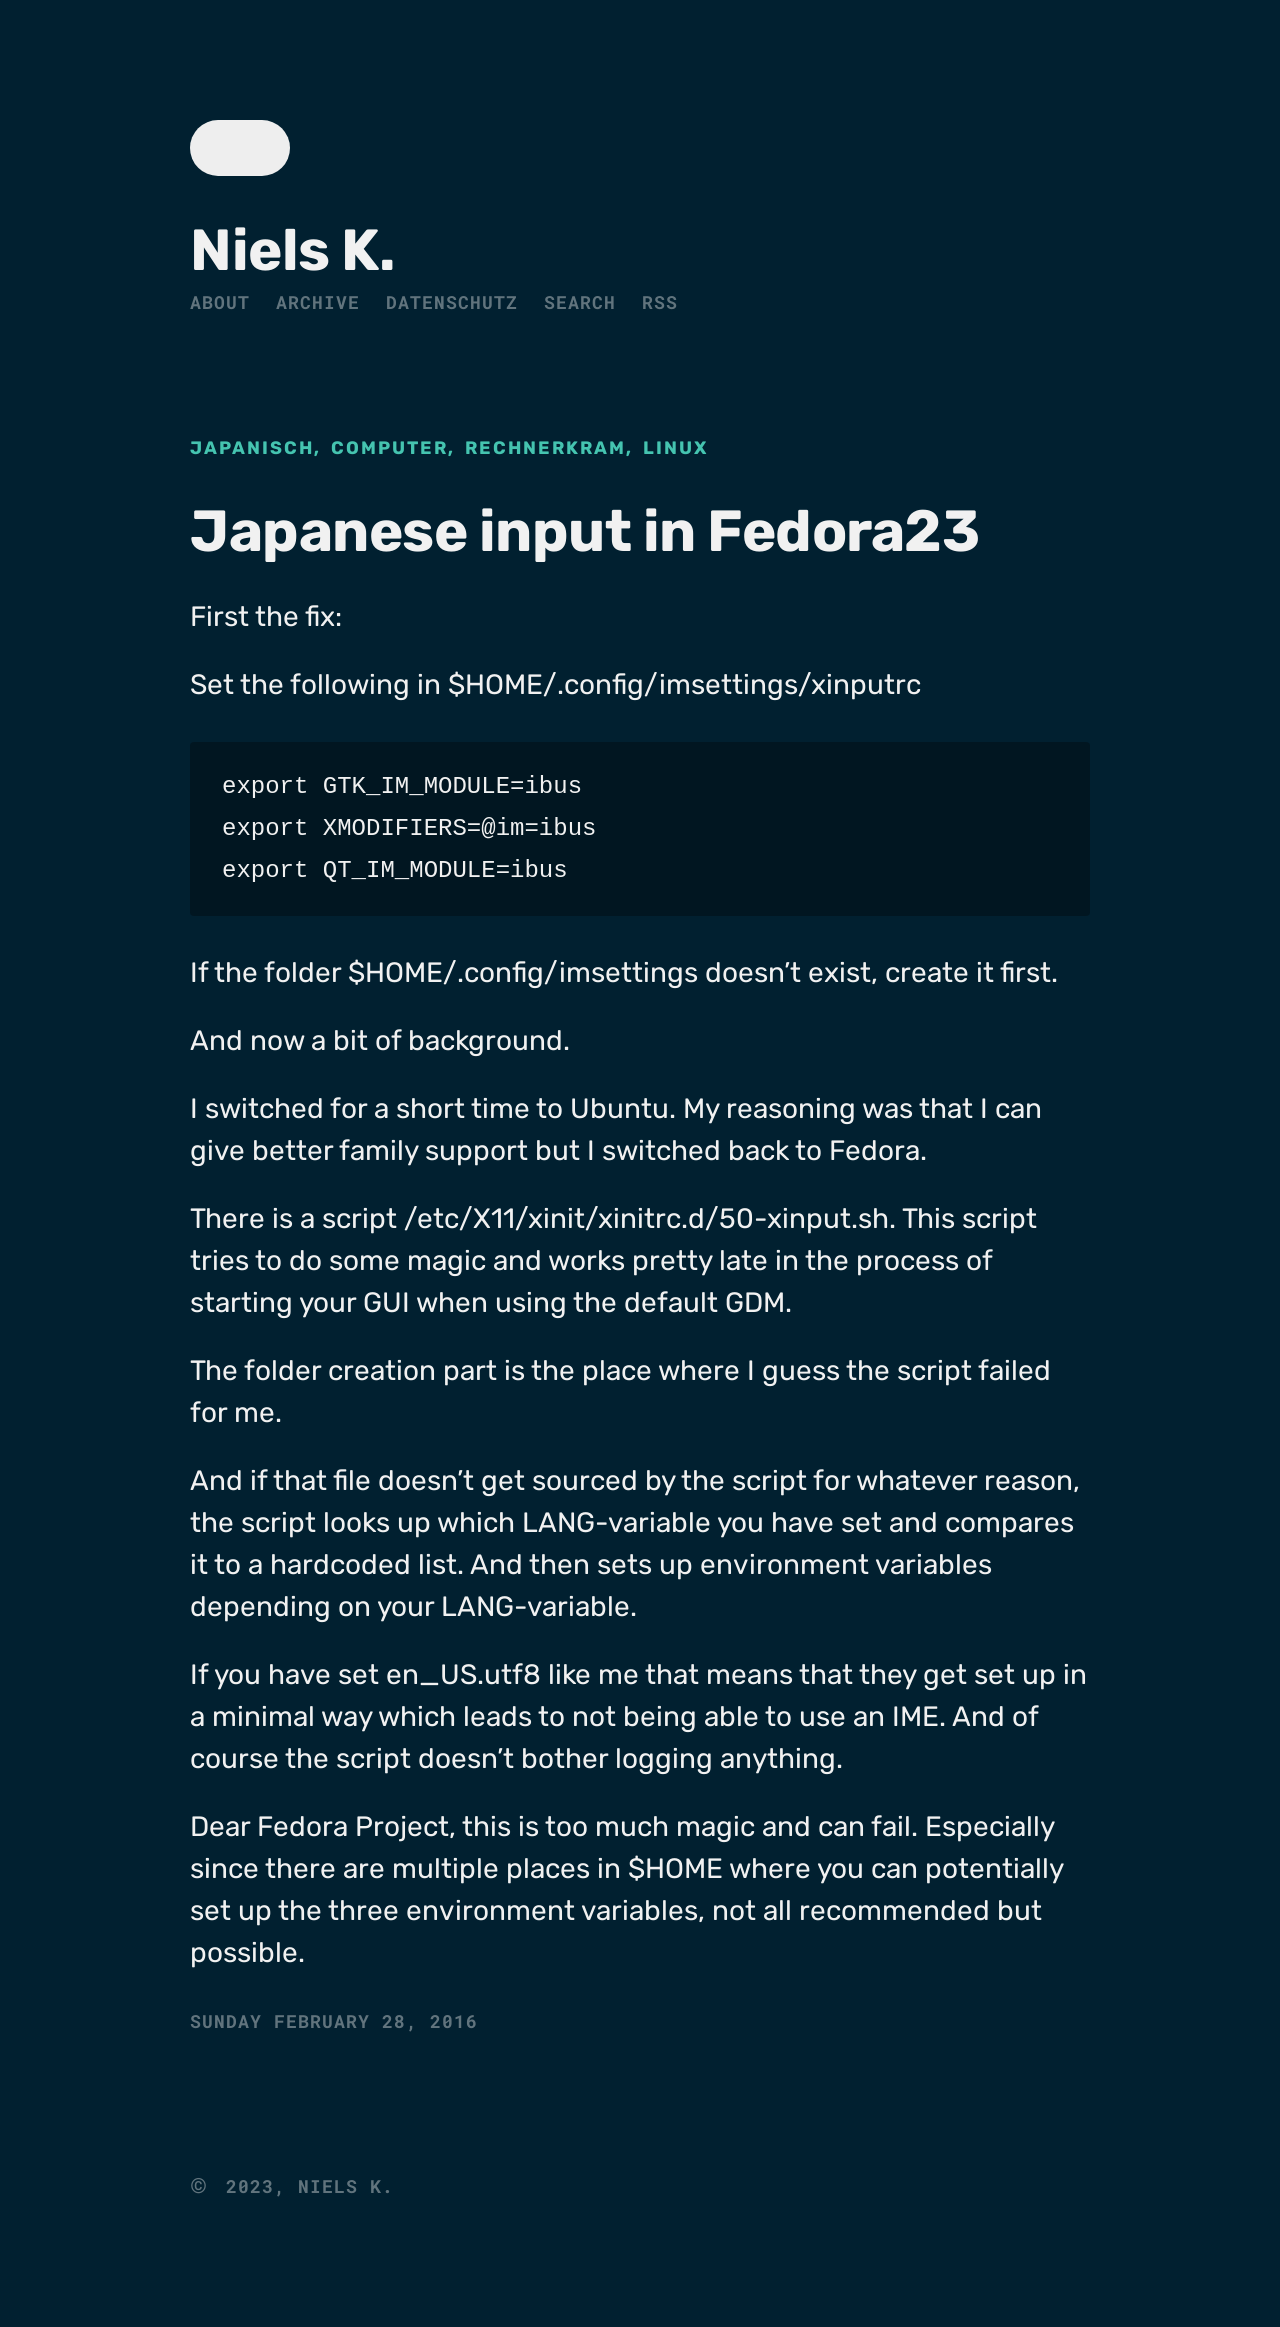 Niels K.
ABOUT ARCHIVE DATENSCHUTZ SEARCH RSS
JAPANISCH, COMPUTER, RECHNERKRAM, LINUX
Japanese input in Fedora23
First the fix:
Set the following in $HOME/.config/imsettings/xinputrc
export GTK_IM_MODULE=ibus
export XMODIFIERS=@im=ibus
export QT_IM_MODULE=ibus
If the folder $HOME/.config/imsettings doesn’t exist, create it first.
And now a bit of background.
I switched for a short time to Ubuntu. My reasoning was that I can
give better family support but I switched back to Fedora.
There is a script /etc/X11/xinit/xinitrc.d/50-xinput.sh. This script
tries to do some magic and works pretty late in the process of
starting your GUI when using the default GDM.
The folder creation part is the place where I guess the script failed
for me.
And if that file doesn’t get sourced by the script for whatever reason,
the script looks up which LANG-variable you have set and compares
it to a hardcoded list. And then sets up environment variables
depending on your LANG-variable.
If you have set en_US.utf8 like me that means that they get set up in
a minimal way which leads to not being able to use an IME. And of
course the script doesn’t bother logging anything.
Dear Fedora Project, this is too much magic and can fail. Especially
since there are multiple places in $HOME where you can potentially
set up the three environment variables, not all recommended but
possible.
SUNDAY FEBRUARY 28, 2016
© 2023, NIELS K.